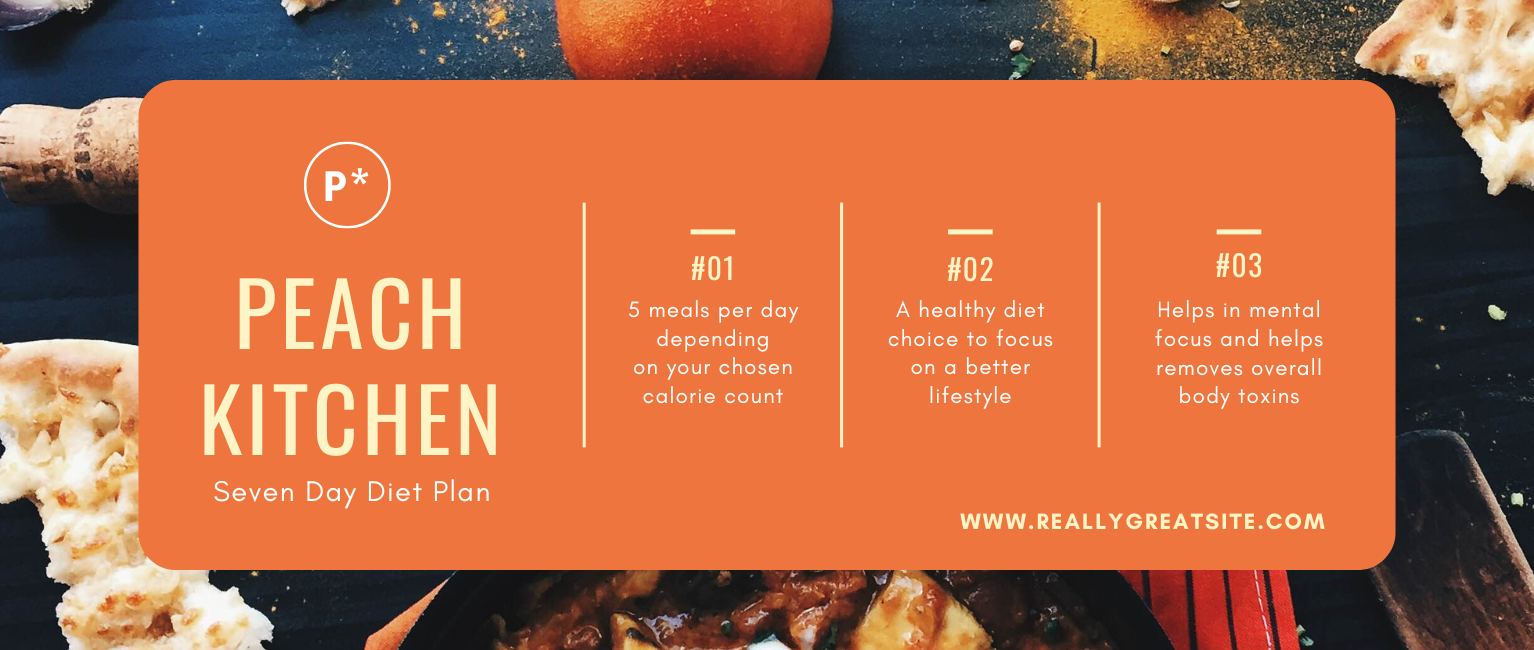 P*
PEACH
KITCHEN
Seven Day Diet Plan
#01
5 meals per day
depending
on your chosen
calorie count
#02
A healthy diet
choice to focus
on a better
lifestyle
#03
Helps in mental
focus and helps
removes overall
body toxins
WWW.REALLYGREATSITE.COM